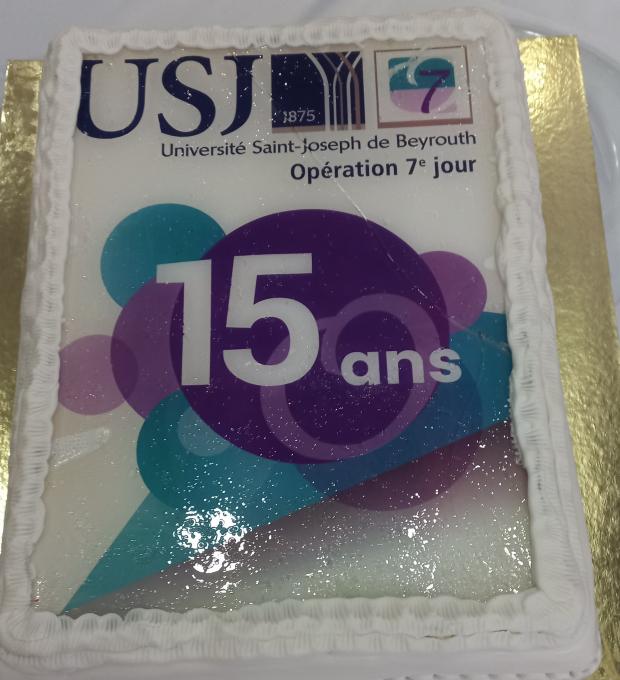 USJ
1875
7
Université Saint-Joseph de Beyrouth
Opération 7e jour
15 ans